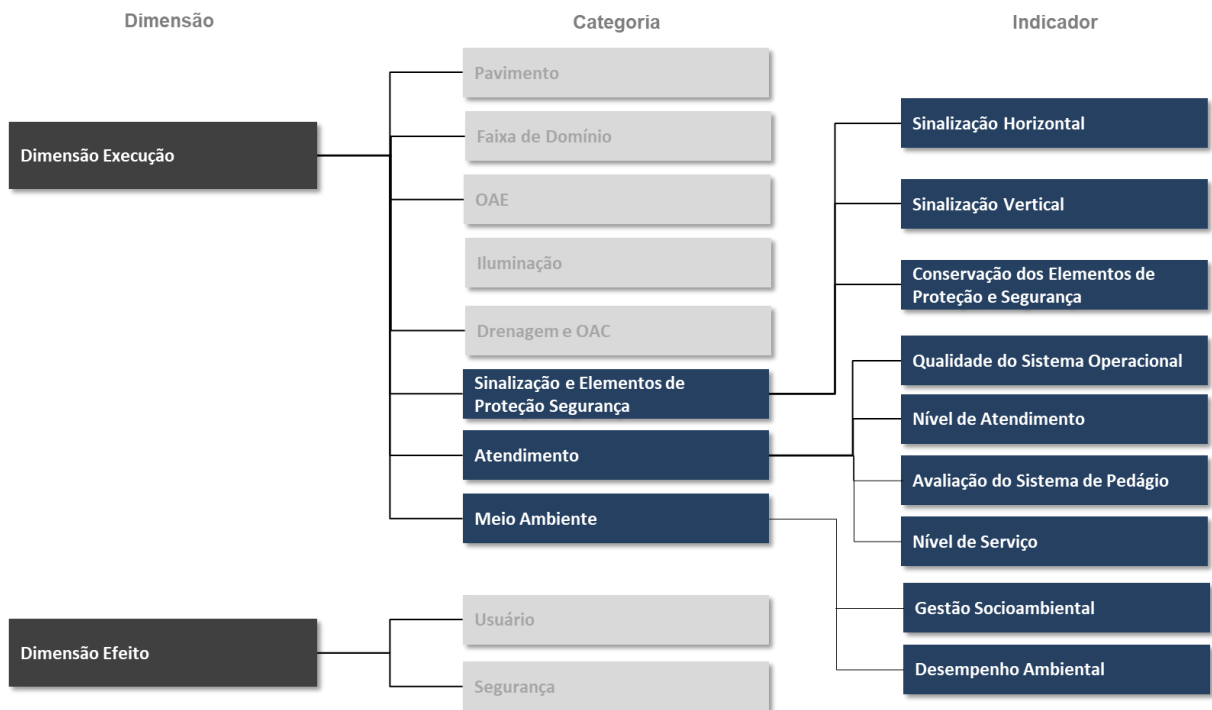 Dimensão
Categoria
Indicador
Dimensão Execução
Dimensão Efeito
Pavimento
Faixa de Domínio
OAE
Iluminação
Drenagem e OAC
Sinalização e Elementos de
Proteção Segurança
Atendimento
Meio Ambiente
Usuário
Segurança
Sinalização Horizontal
Sinalização Vertical
Conservação dos Elementos de
Proteção e Segurança
Qualidade do Sistema Operacional
Nível de Atendimento
Avaliação do Sistema de Pedágio
Nível de Serviço
Gestão Socioambiental
Desempenho Ambiental